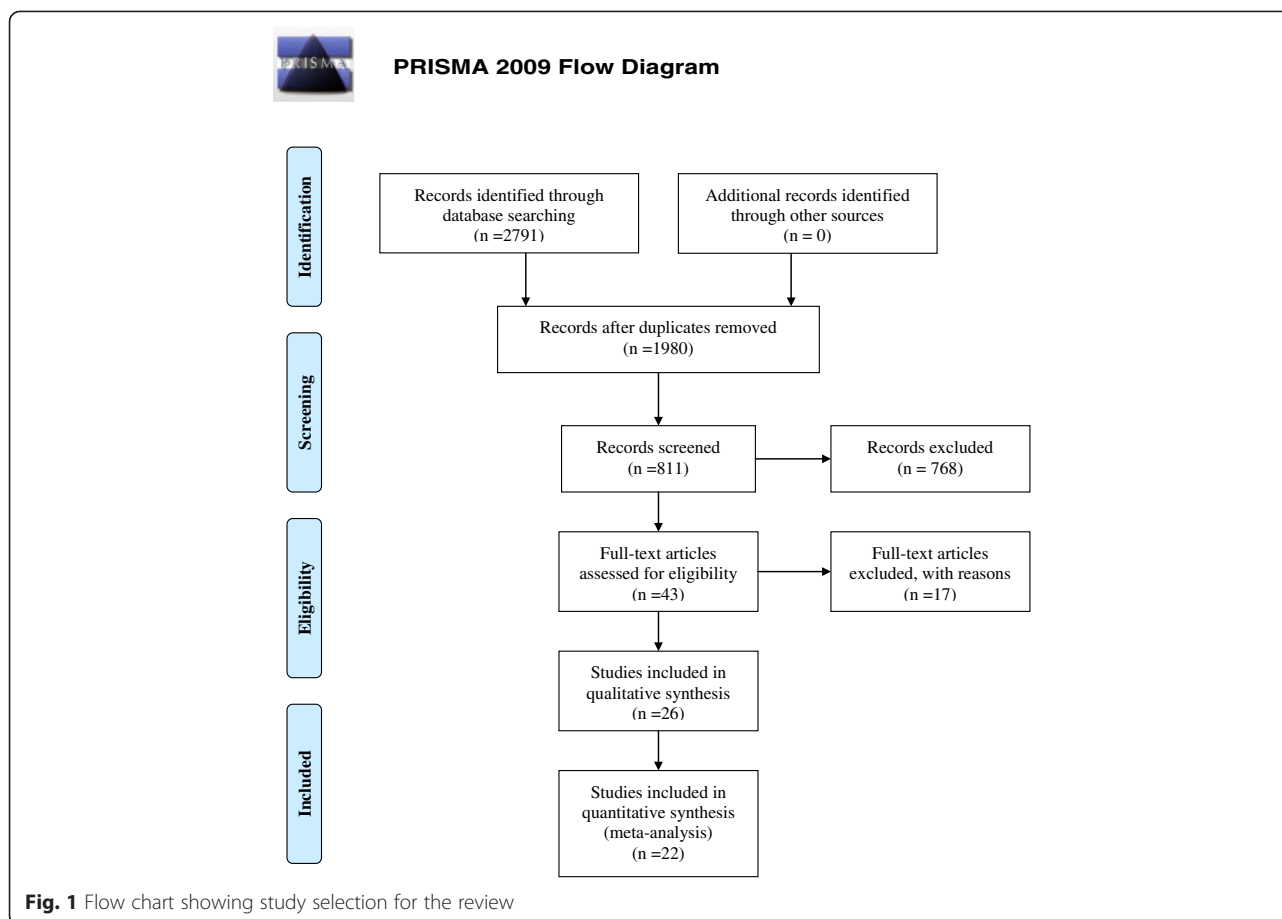 PRISMA
PRISMA 2009 Flow Diagram
Identification
Records identified through
database searching
(n =2791)
Additional records identified
through other sources
(n = 0)
Records after duplicates removed
(n =1980)
Screening
Records screened
(n =811)
Records excluded
(n = 768)
Eligibility
Full-text articles
assessed for eligibility
(n =43)
Full-text articles
excluded, with reasons
(n =17)
Studies included in
qualitative synthesis
(n =26)
Included
Studies included in
quantitative synthesis
(meta-analysis)
(n =22)
Fig. 1 Flow chart showing study selection for the review